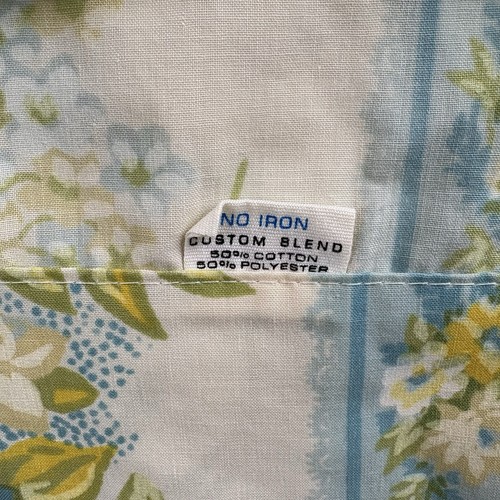 NO IRON
CUSTOM BLEND
50% COTTON
50% POLYESTER